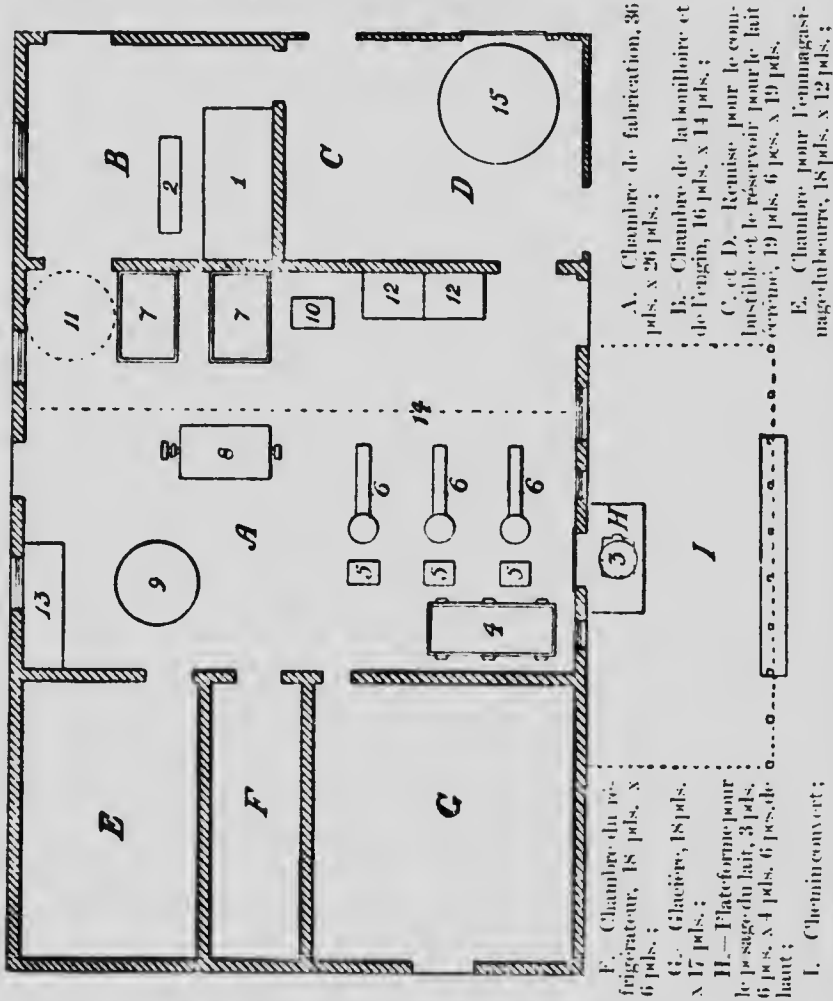 B
2
1
C
D
15
11
7
7
10
12
12
14
8
A
6
6
6
13
9
5
5
5
4
3
H
I
E
F
G
A. Chambre de fabrication, 36
pds. x 26 pds. ;
B.- Chambre de la bouilloire et
de l'engin, 16 pds. x 14 pds. ;
C. et D.- Remise pour le com-
bustible et le réservoir pour le lait
écrémé, 19 pds. 6 pcs. x 19 pds.
E. Chambre pour l'emmagasi-
nage du beurre, 18 pds. x 12 pds. ;
F.- Chambre du ré-
frigérateur, 18 pds. x
6 pds. ;
G.- Glacière, 18 pds.
x 17 pds. ;
H.—Plateforme pour
le pesage du lait, 3 pds.
6 pcs. x 4 pds. 6 pcs. de
haut ;
I. Chemin couvert ;